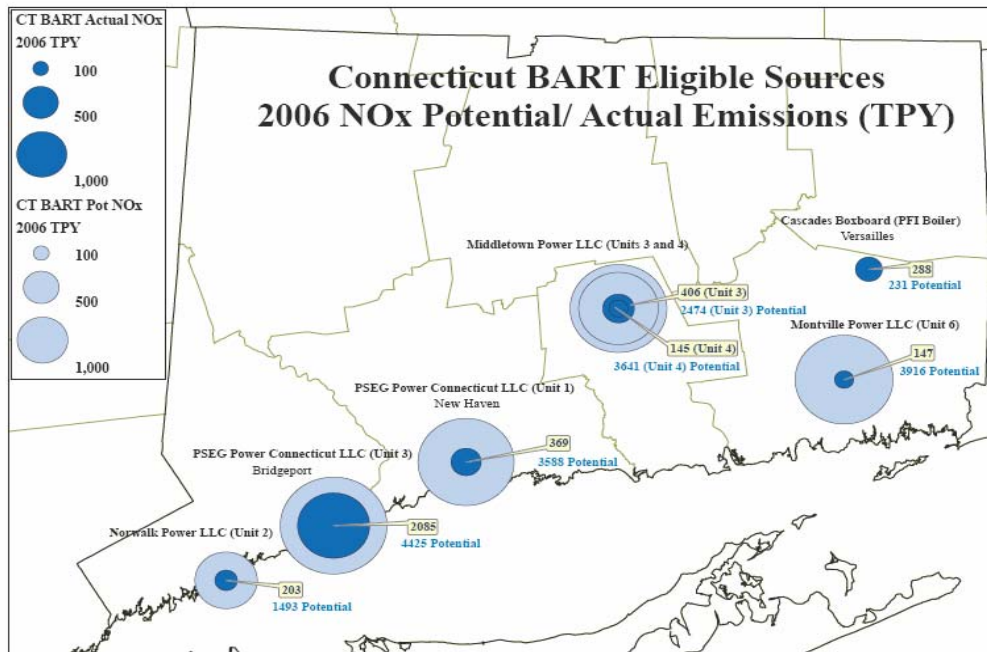 CT BART Actual NOx
2006 TPY
100
500
1,000
CT BART Pot NOx
2006 TPY
100
500
1,000
Connecticut BART Eligible Sources
2006 NOx Potential/ Actual Emissions (TPY)
Cascades Boxboard (PFI Boiler)
Versailles
288
231 Potential
Middletown Power LLC (Units 3 and 4)
406 (Unit 3)
2474 (Unit 3) Potential
145 (Unit 4)
3641 (Unit 4) Potential
Montville Power LLC (Unit 6)
147
3916 Potential
PSEG Power Connecticut LLC (Unit 1)
New Haven
369
3588 Potential
PSEG Power Connecticut LLC (Unit 3)
Bridgeport
2085
4425 Potential
Norwalk Power LLC (Unit 2)
203
1493 Potential